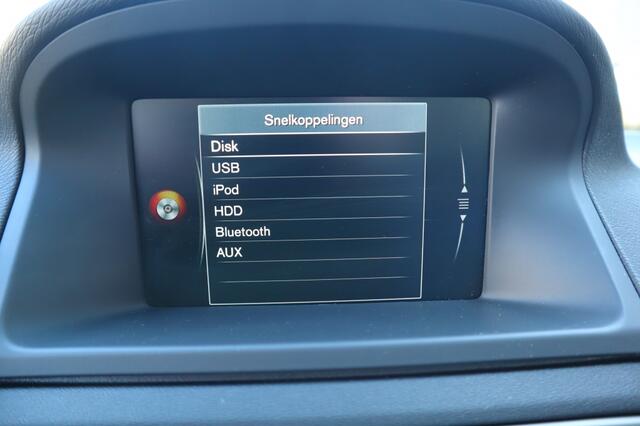 Snelkoppelingen
Disk
USB
iPod
HDD
Bluetooth
AUX